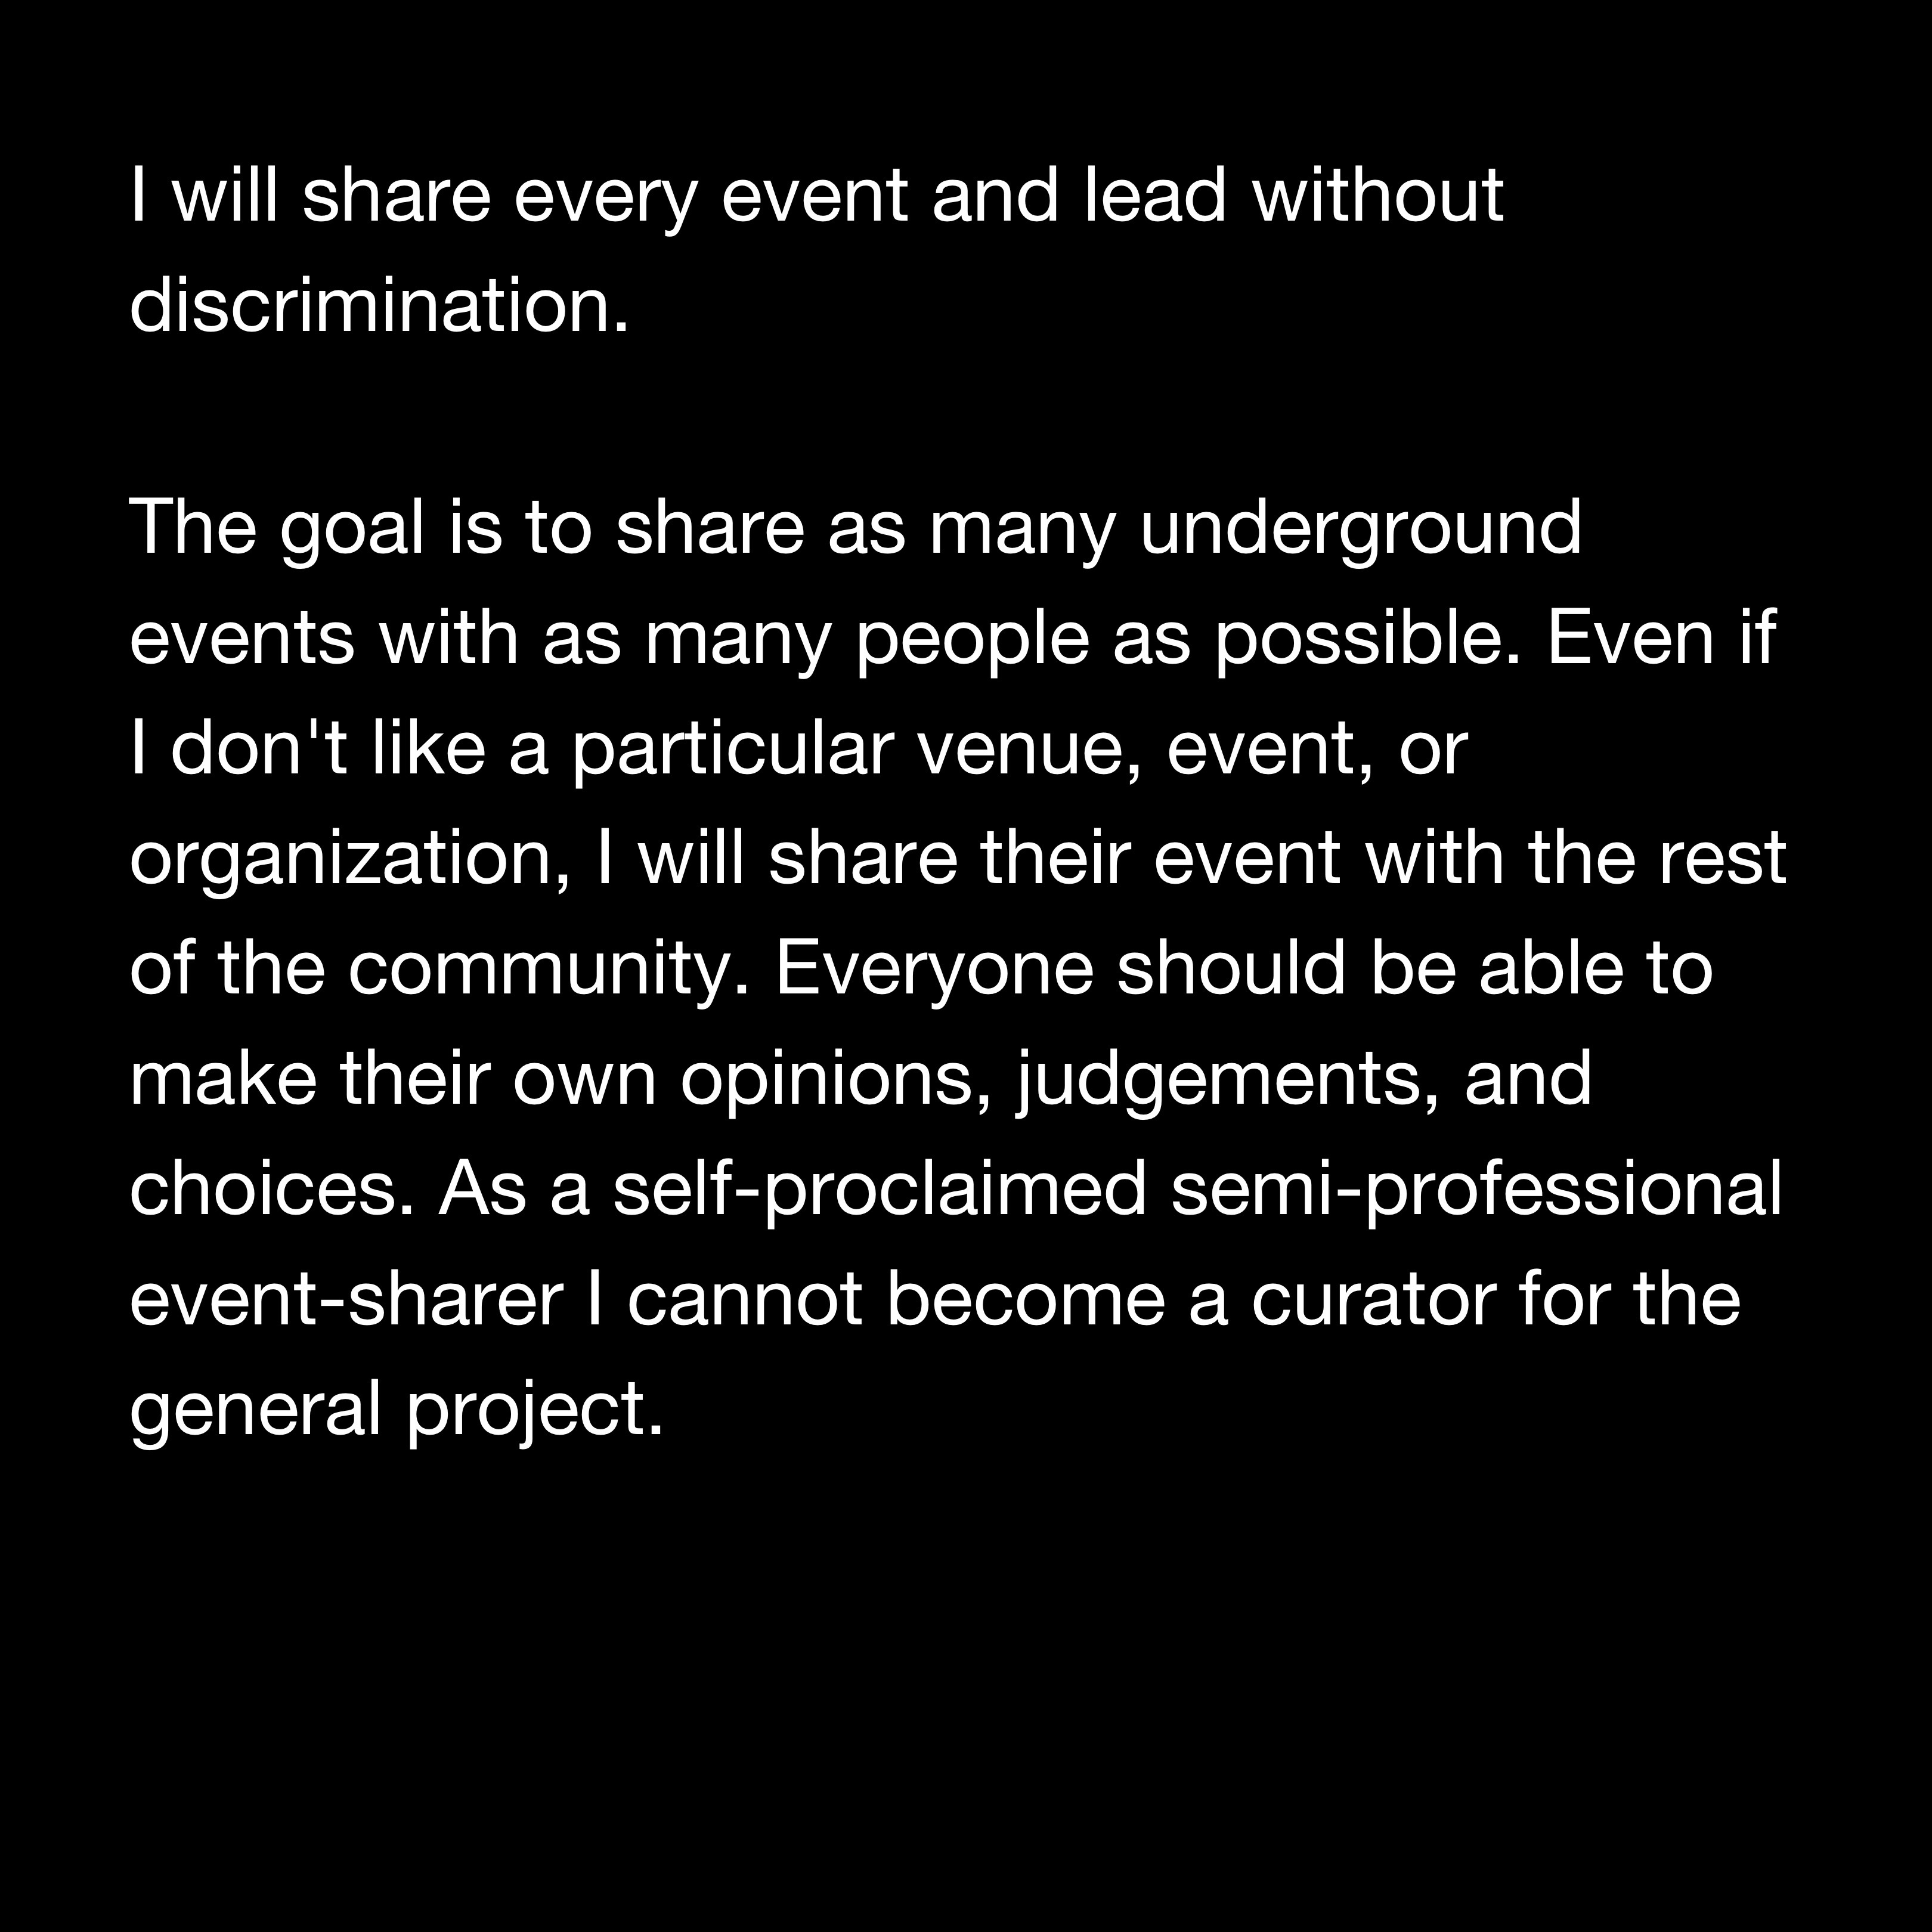 I will share every event and lead without
discrimination.
The goal is to share as many underground
events with as many people as possible. Even if
I don't like a particular venue, event, or
organization, I will share their event with the rest
of the community. Everyone should be able to
make their own opinions, judgements, and
choices. As a self-proclaimed semi-professional
event-sharer I cannot become a curator for the
general project.